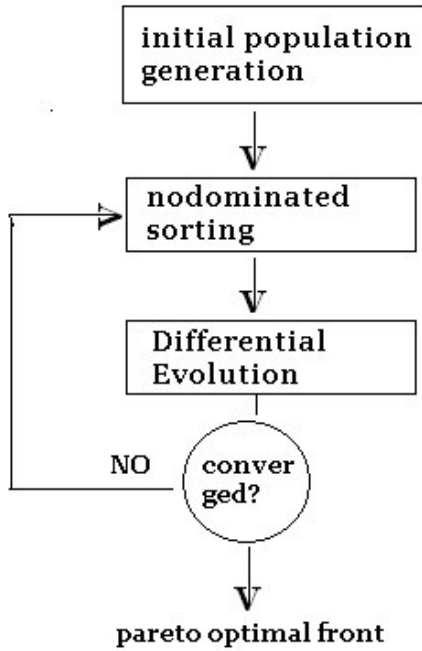 initial population
generation
nodominated
sorting
Differential
Evolution
NO
conver
ged?
pareto optimal front